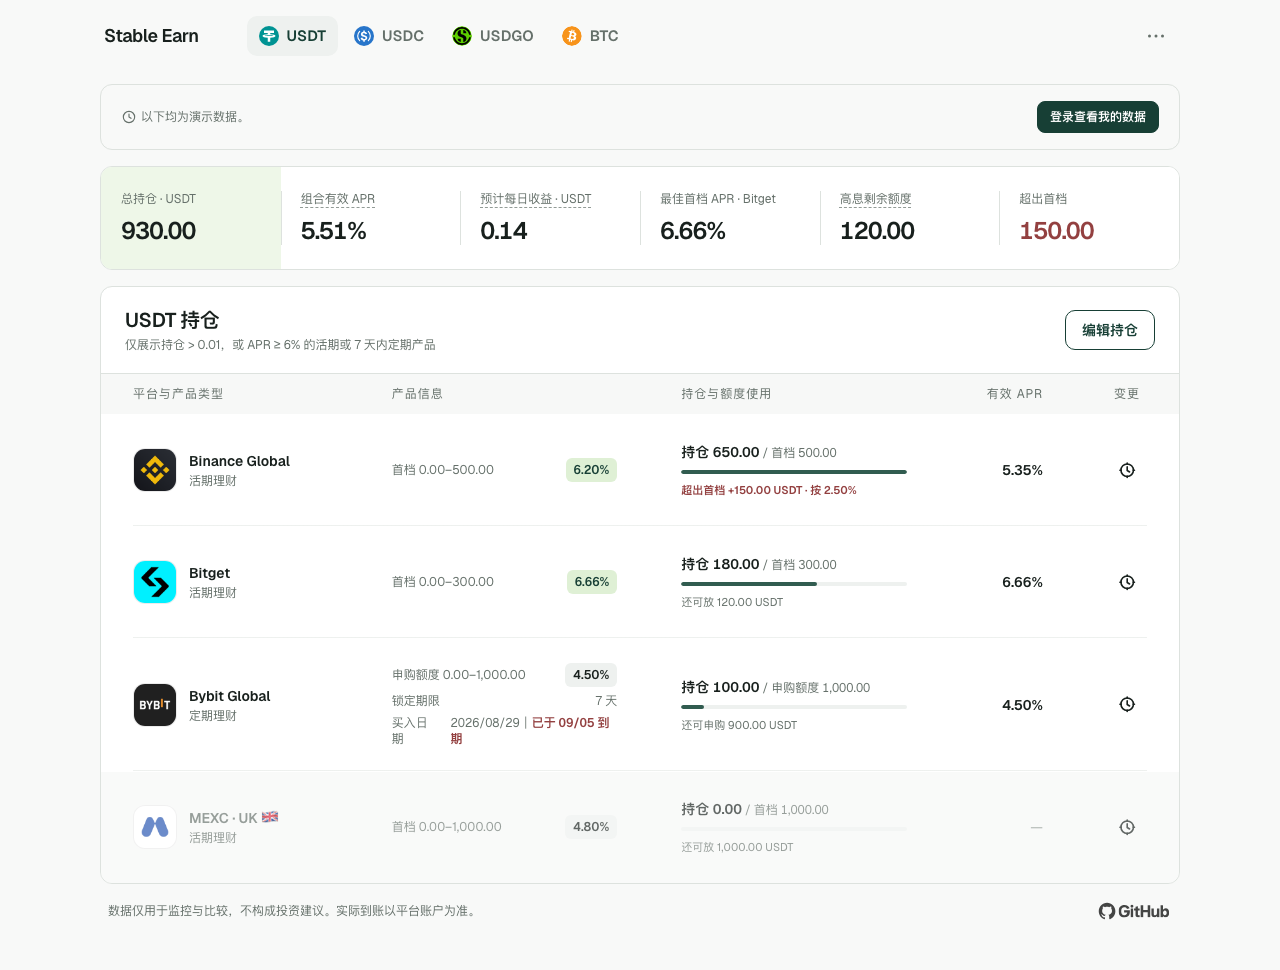 Stable Earn
USDT
USDC
USDGO
BTC
以下均为演示数据。
登录查看我的数据
总持仓 · USDT
930.00
组合有效 APR
5.51%
预计每日收益 · USDT
0.14
最佳首档 APR · Bitget
6.66%
高息剩余额度
120.00
超出首档
150.00
USDT 持仓
仅展示持仓 > 0.01，或 APR ≥ 6% 的活期或 7 天内定期产品
编辑持仓
平台与产品类型
产品信息
持仓与额度使用
有效 APR
变更
Binance Global
活期理财
首档 0.00–500.00
6.20%
持仓 650.00 / 首档 500.00
超出首档 +150.00 USDT · 按 2.50%
5.35%
Bitget
活期理财
首档 0.00–300.00
6.66%
持仓 180.00 / 首档 300.00
还可放 120.00 USDT
6.66%
BYBIT
Bybit Global
定期理财
申购额度 0.00–1,000.00
4.50%
锁定期限
7 天
买入日
期
2026/08/29 | 已于 09/05 到
期
持仓 100.00 / 申购额度 1,000.00
还可申购 900.00 USDT
4.50%
MEXC · UK 🇬🇧
活期理财
首档 0.00–1,000.00
4.80%
持仓 0.00 / 首档 1,000.00
还可放 1,000.00 USDT
—
数据仅用于监控与比较，不构成投资建议。实际到账以平台账户为准。
GitHub